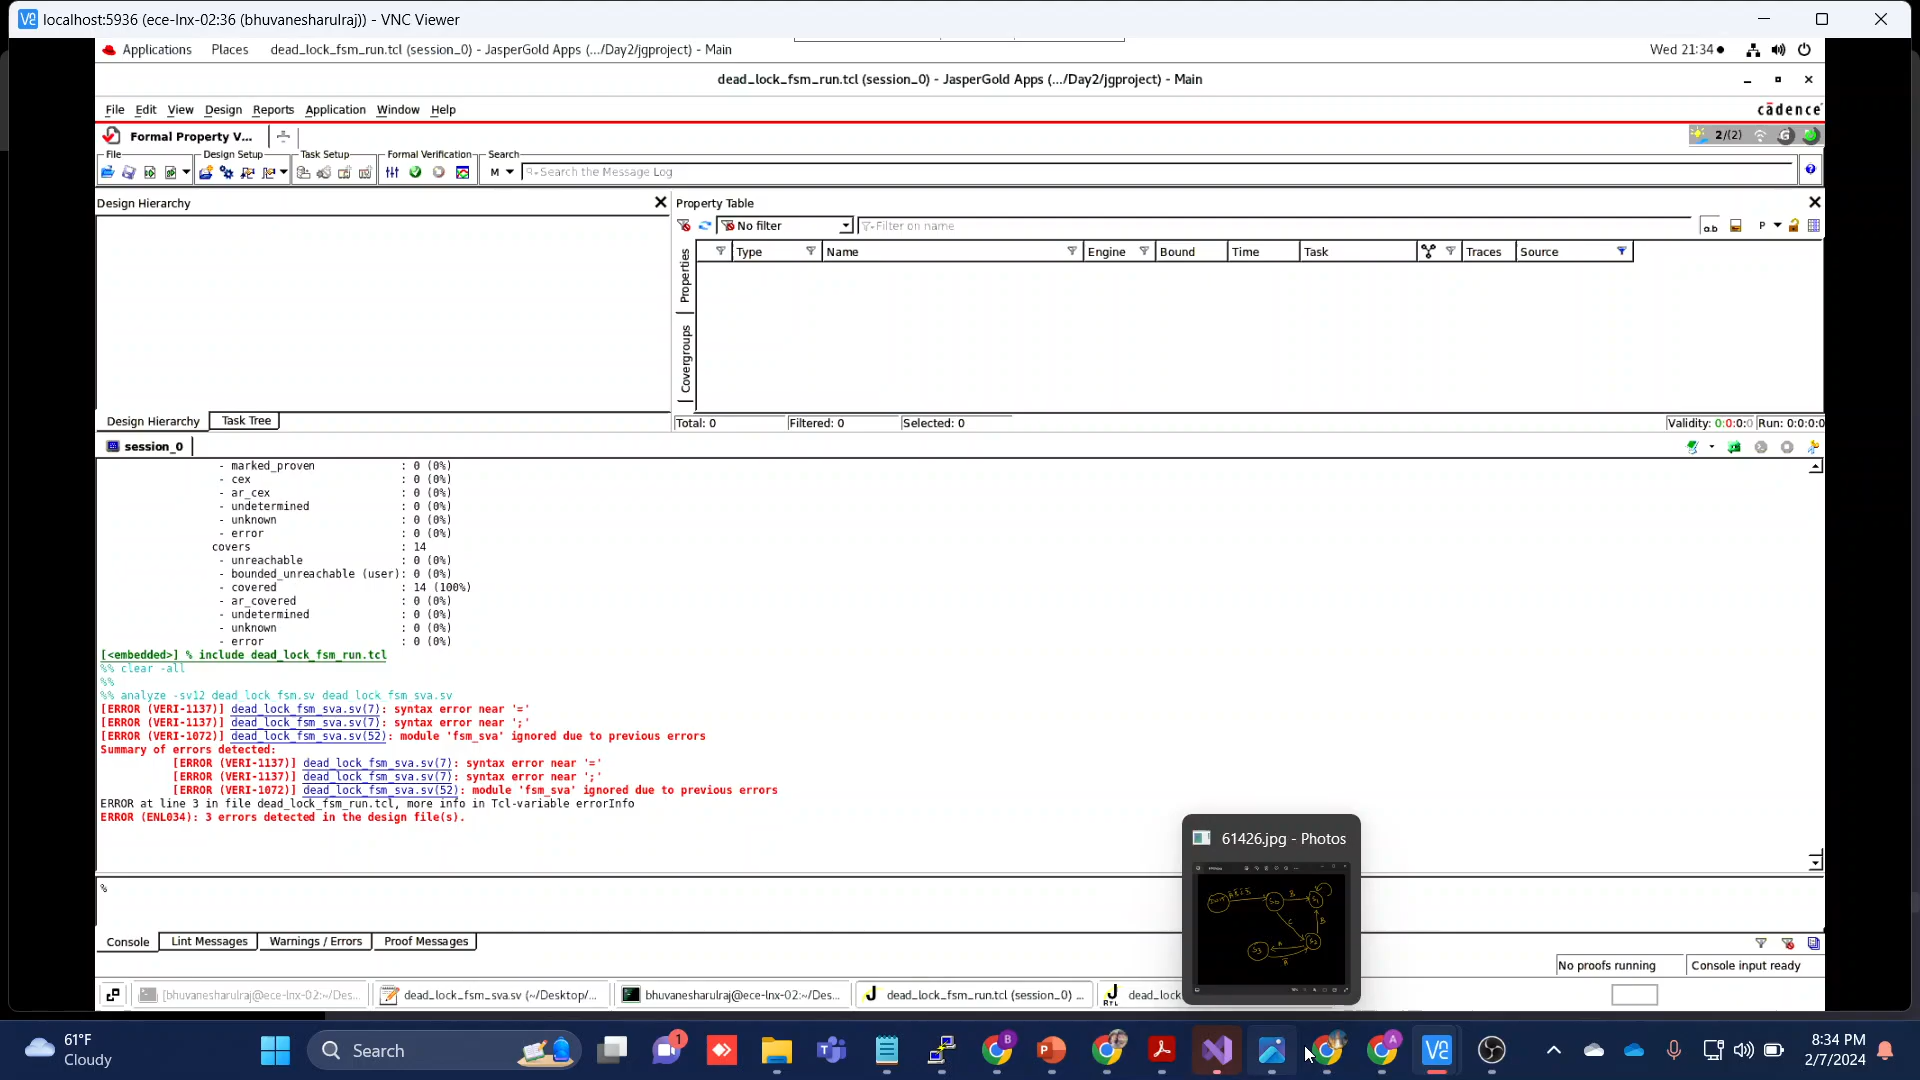 localhost:5936 (ece-lnx-02:36 (bhuvanesharulraj)) - VNC Viewer
Applications Places dead_lock_fsm_run.tcl (session_0) - JasperGold Apps (.../Day2/jgproject) - Main Wed 21:34
dead_lock_fsm_run.tcl (session_0) - JasperGold Apps (.../Day2/jgproject) - Main
File Edit View Design Reports Application Window Help cādence
Formal Property V... 2/(2)
File Design Setup Task Setup Formal Verification Search
M Search the Message Log
Design Hierarchy Property Table
No filter Filter on name a.b P
Properties
Covergroups
Type Name Engine Bound Time Task Traces Source
Design Hierarchy Task Tree Total: 0 Filtered: 0 Selected: 0 Validity: 0:0:0:0 Run: 0:0:0:0
session_0
- marked_proven : 0 (0%)
- cex : 0 (0%)
- ar_cex : 0 (0%)
- undetermined : 0 (0%)
- unknown : 0 (0%)
- error : 0 (0%)
covers : 14
- unreachable : 0 (0%)
- bounded_unreachable (user): 0 (0%)
- covered : 14 (100%)
- ar_covered : 0 (0%)
- undetermined : 0 (0%)
- unknown : 0 (0%)
- error : 0 (0%)
[<embedded>] % include dead_lock_fsm_run.tcl
%% clear -all
%%
%% analyze -sv12 dead_lock_fsm.sv dead_lock_fsm_sva.sv
[ERROR (VERI-1137)] dead_lock_fsm_sva.sv(7): syntax error near '='
[ERROR (VERI-1137)] dead_lock_fsm_sva.sv(7): syntax error near ';'
[ERROR (VERI-1072)] dead_lock_fsm_sva.sv(52): module 'fsm_sva' ignored due to previous errors
Summary of errors detected:
[ERROR (VERI-1137)] dead_lock_fsm_sva.sv(7): syntax error near '='
[ERROR (VERI-1137)] dead_lock_fsm_sva.sv(7): syntax error near ';'
[ERROR (VERI-1072)] dead_lock_fsm_sva.sv(52): module 'fsm_sva' ignored due to previous errors
ERROR at line 3 in file dead_lock_fsm_run.tcl, more info in Tcl-variable errorInfo
ERROR (ENL034): 3 errors detected in the design file(s).
61426.jpg - Photos
%
Console Lint Messages Warnings / Errors Proof Messages
No proofs running Console input ready
[bhuvanesharulraj@ece-lnx-02:~/Des... dead_lock_fsm_sva.sv (~/Desktop/... bhuvanesharulraj@ece-lnx-02:~/Des... dead_lock_fsm_run.tcl (session_0) ... dead_lock
61°F
Cloudy
Search
1
8:34 PM
2/7/2024